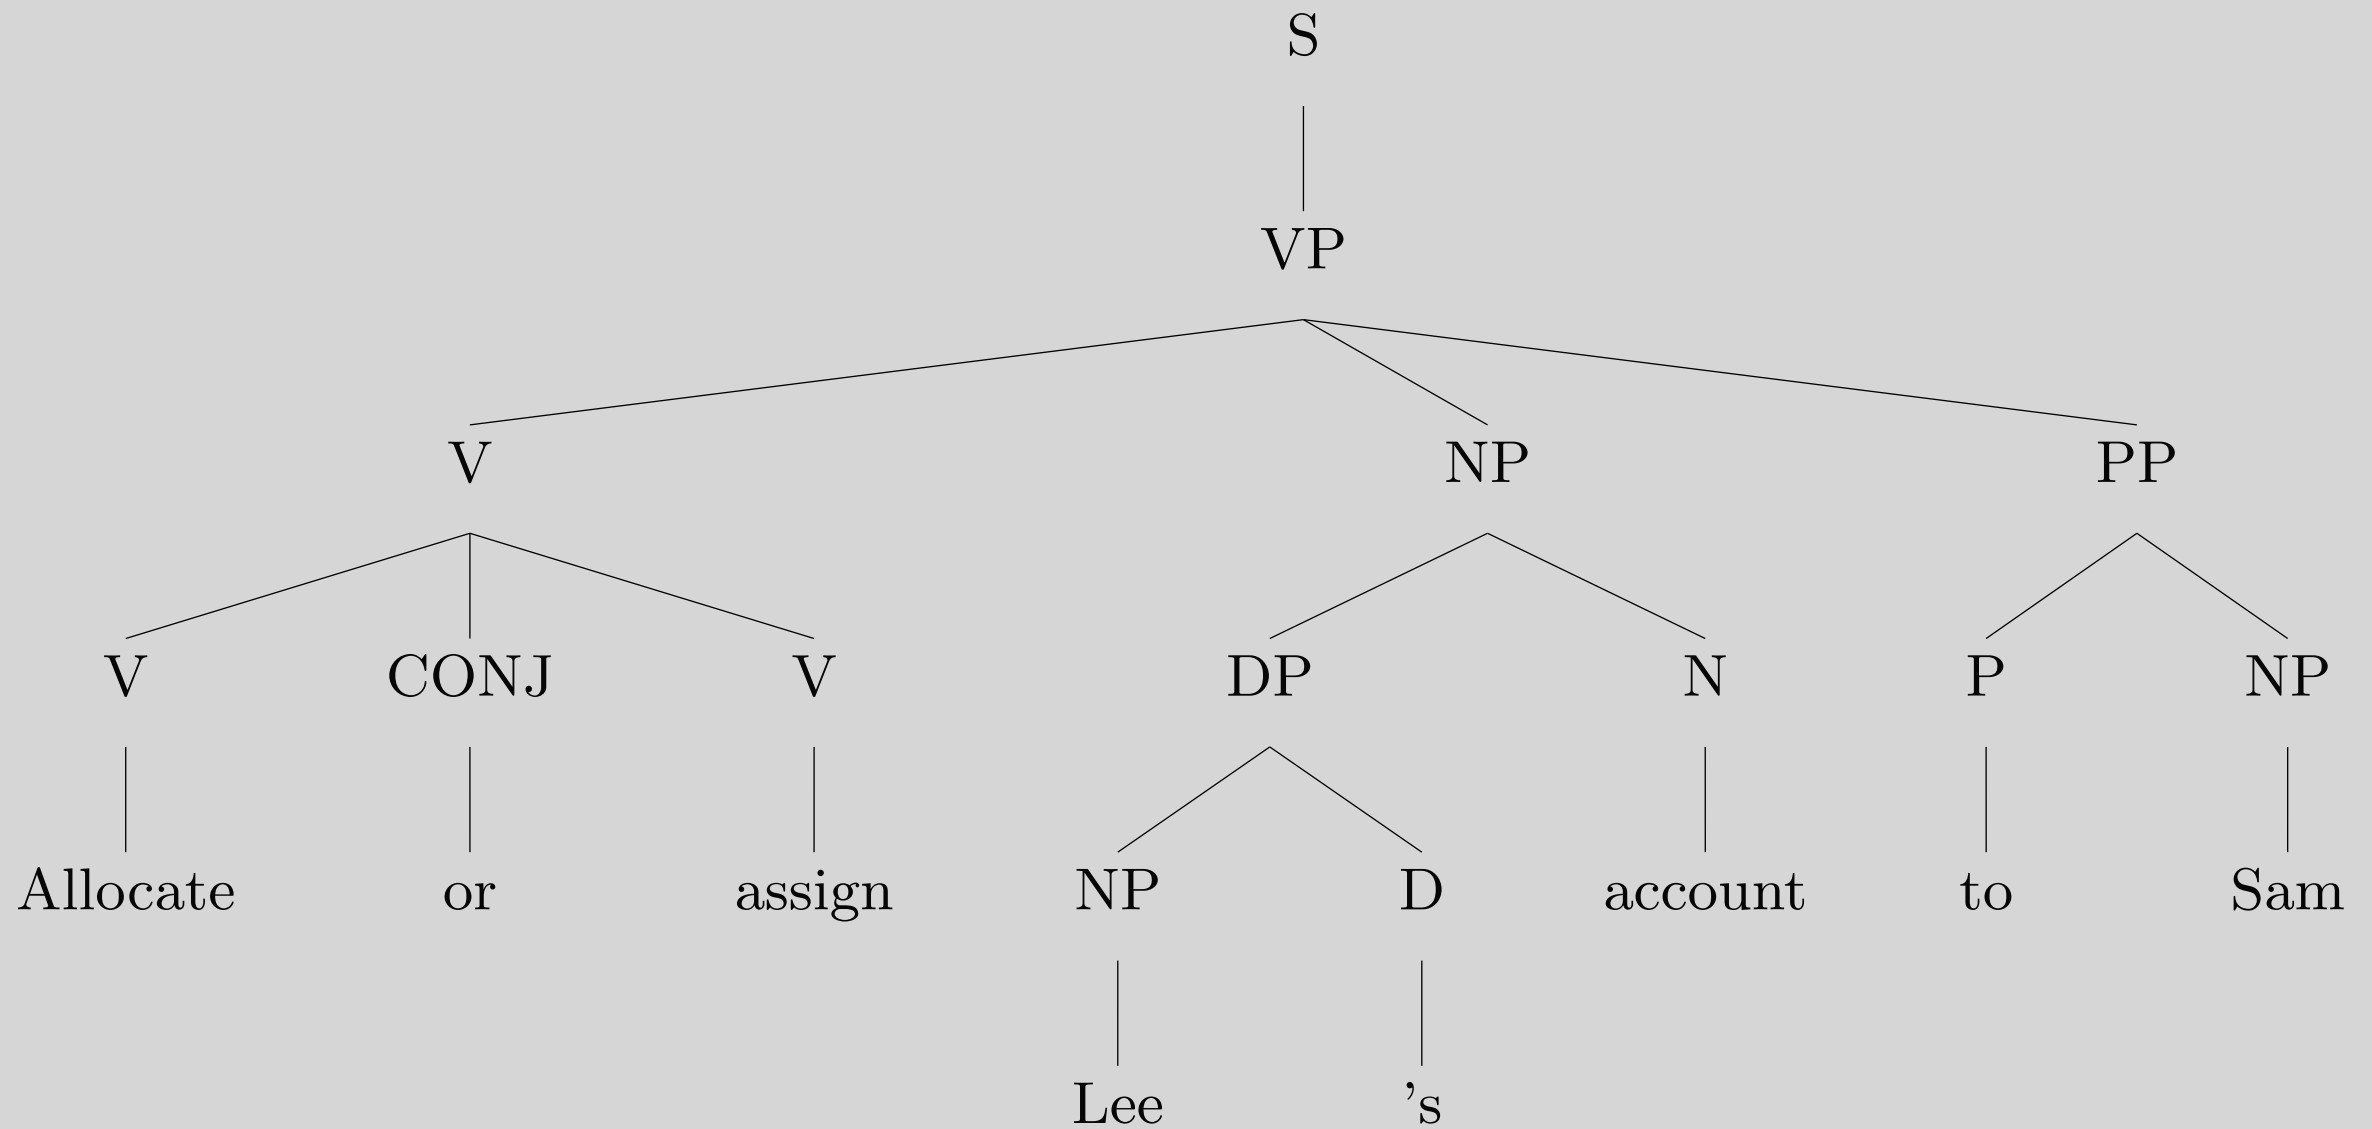 S
VP
V NP PP
V CONJ V DP N P NP
Allocate or assign NP D account to Sam
Lee ’s